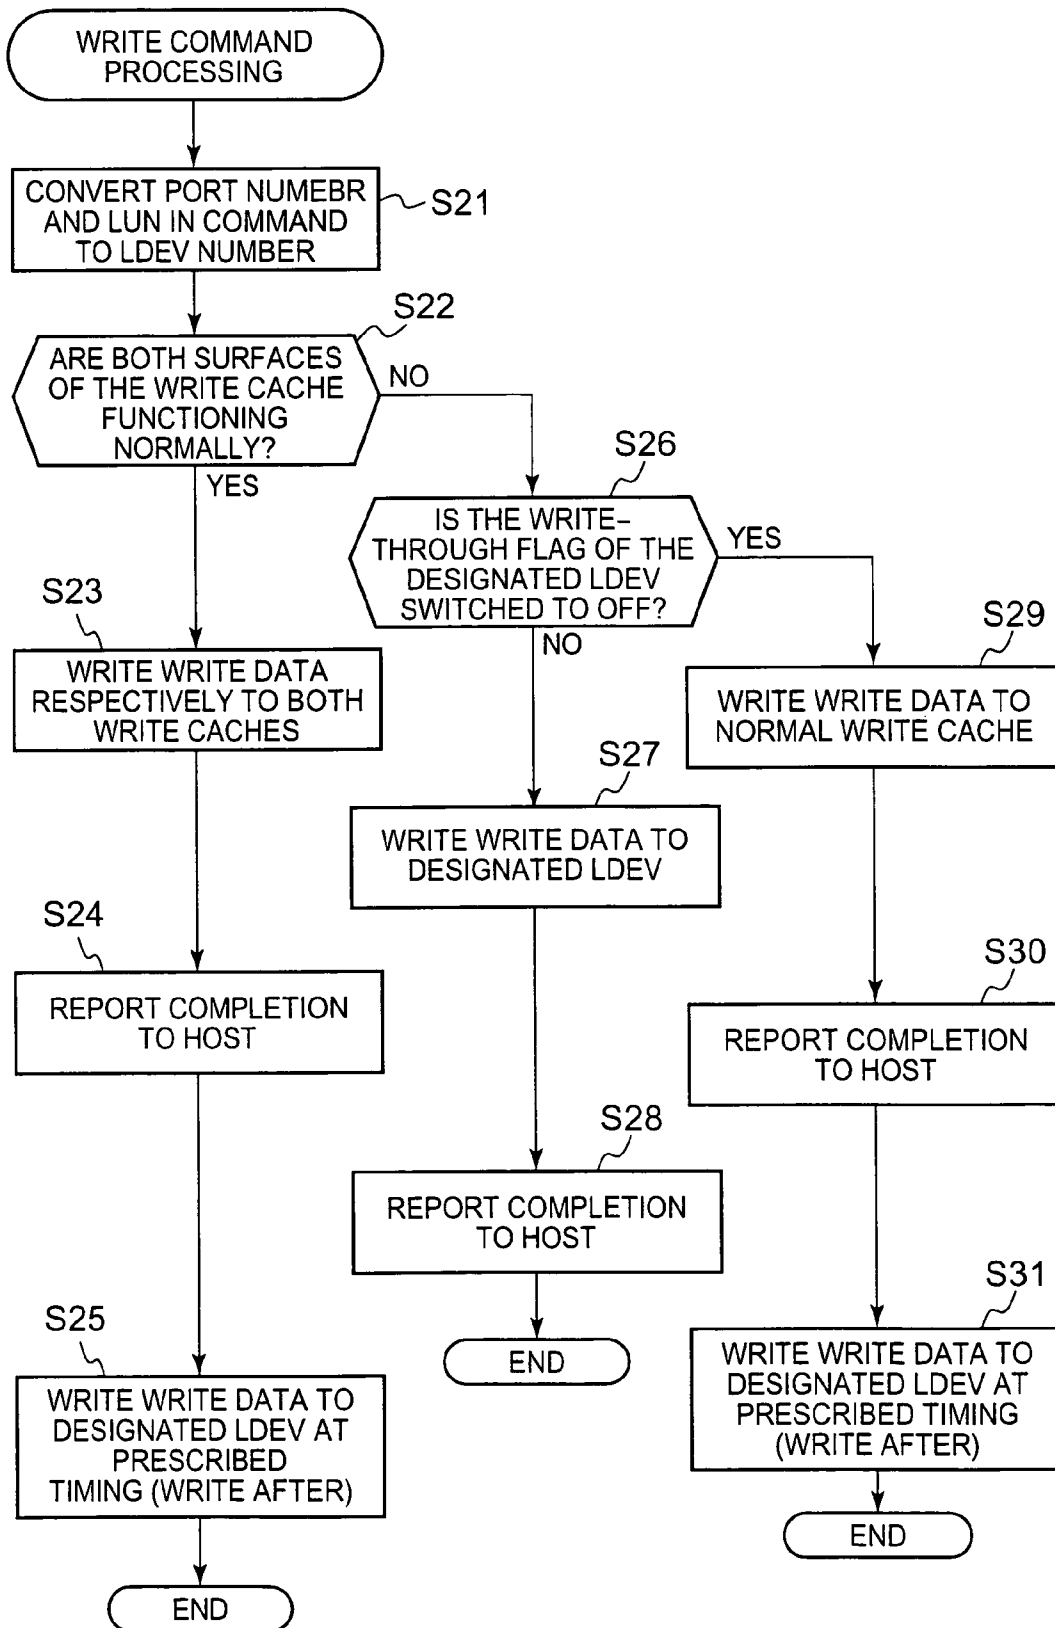 WRITE COMMAND
PROCESSING
CONVERT PORT NUMEBR
AND LUN IN COMMAND
TO LDEV NUMBER
S21
S22
ARE BOTH SURFACES
OF THE WRITE CACHE
FUNCTIONING
NORMALLY?
NO
YES
S26
IS THE WRITE-
THROUGH FLAG OF THE
DESIGNATED LDEV
SWITCHED TO OFF?
YES
NO
S23
WRITE WRITE DATA
RESPECTIVELY TO BOTH
WRITE CACHES
S29
WRITE WRITE DATA TO
NORMAL WRITE CACHE
S27
WRITE WRITE DATA TO
DESIGNATED LDEV
S24
REPORT COMPLETION
TO HOST
S30
REPORT COMPLETION
TO HOST
S28
REPORT COMPLETION
TO HOST
END
S25
WRITE WRITE DATA TO
DESIGNATED LDEV AT
PRESCRIBED
TIMING (WRITE AFTER)
END
S31
WRITE WRITE DATA TO
DESIGNATED LDEV AT
PRESCRIBED TIMING
(WRITE AFTER)
END